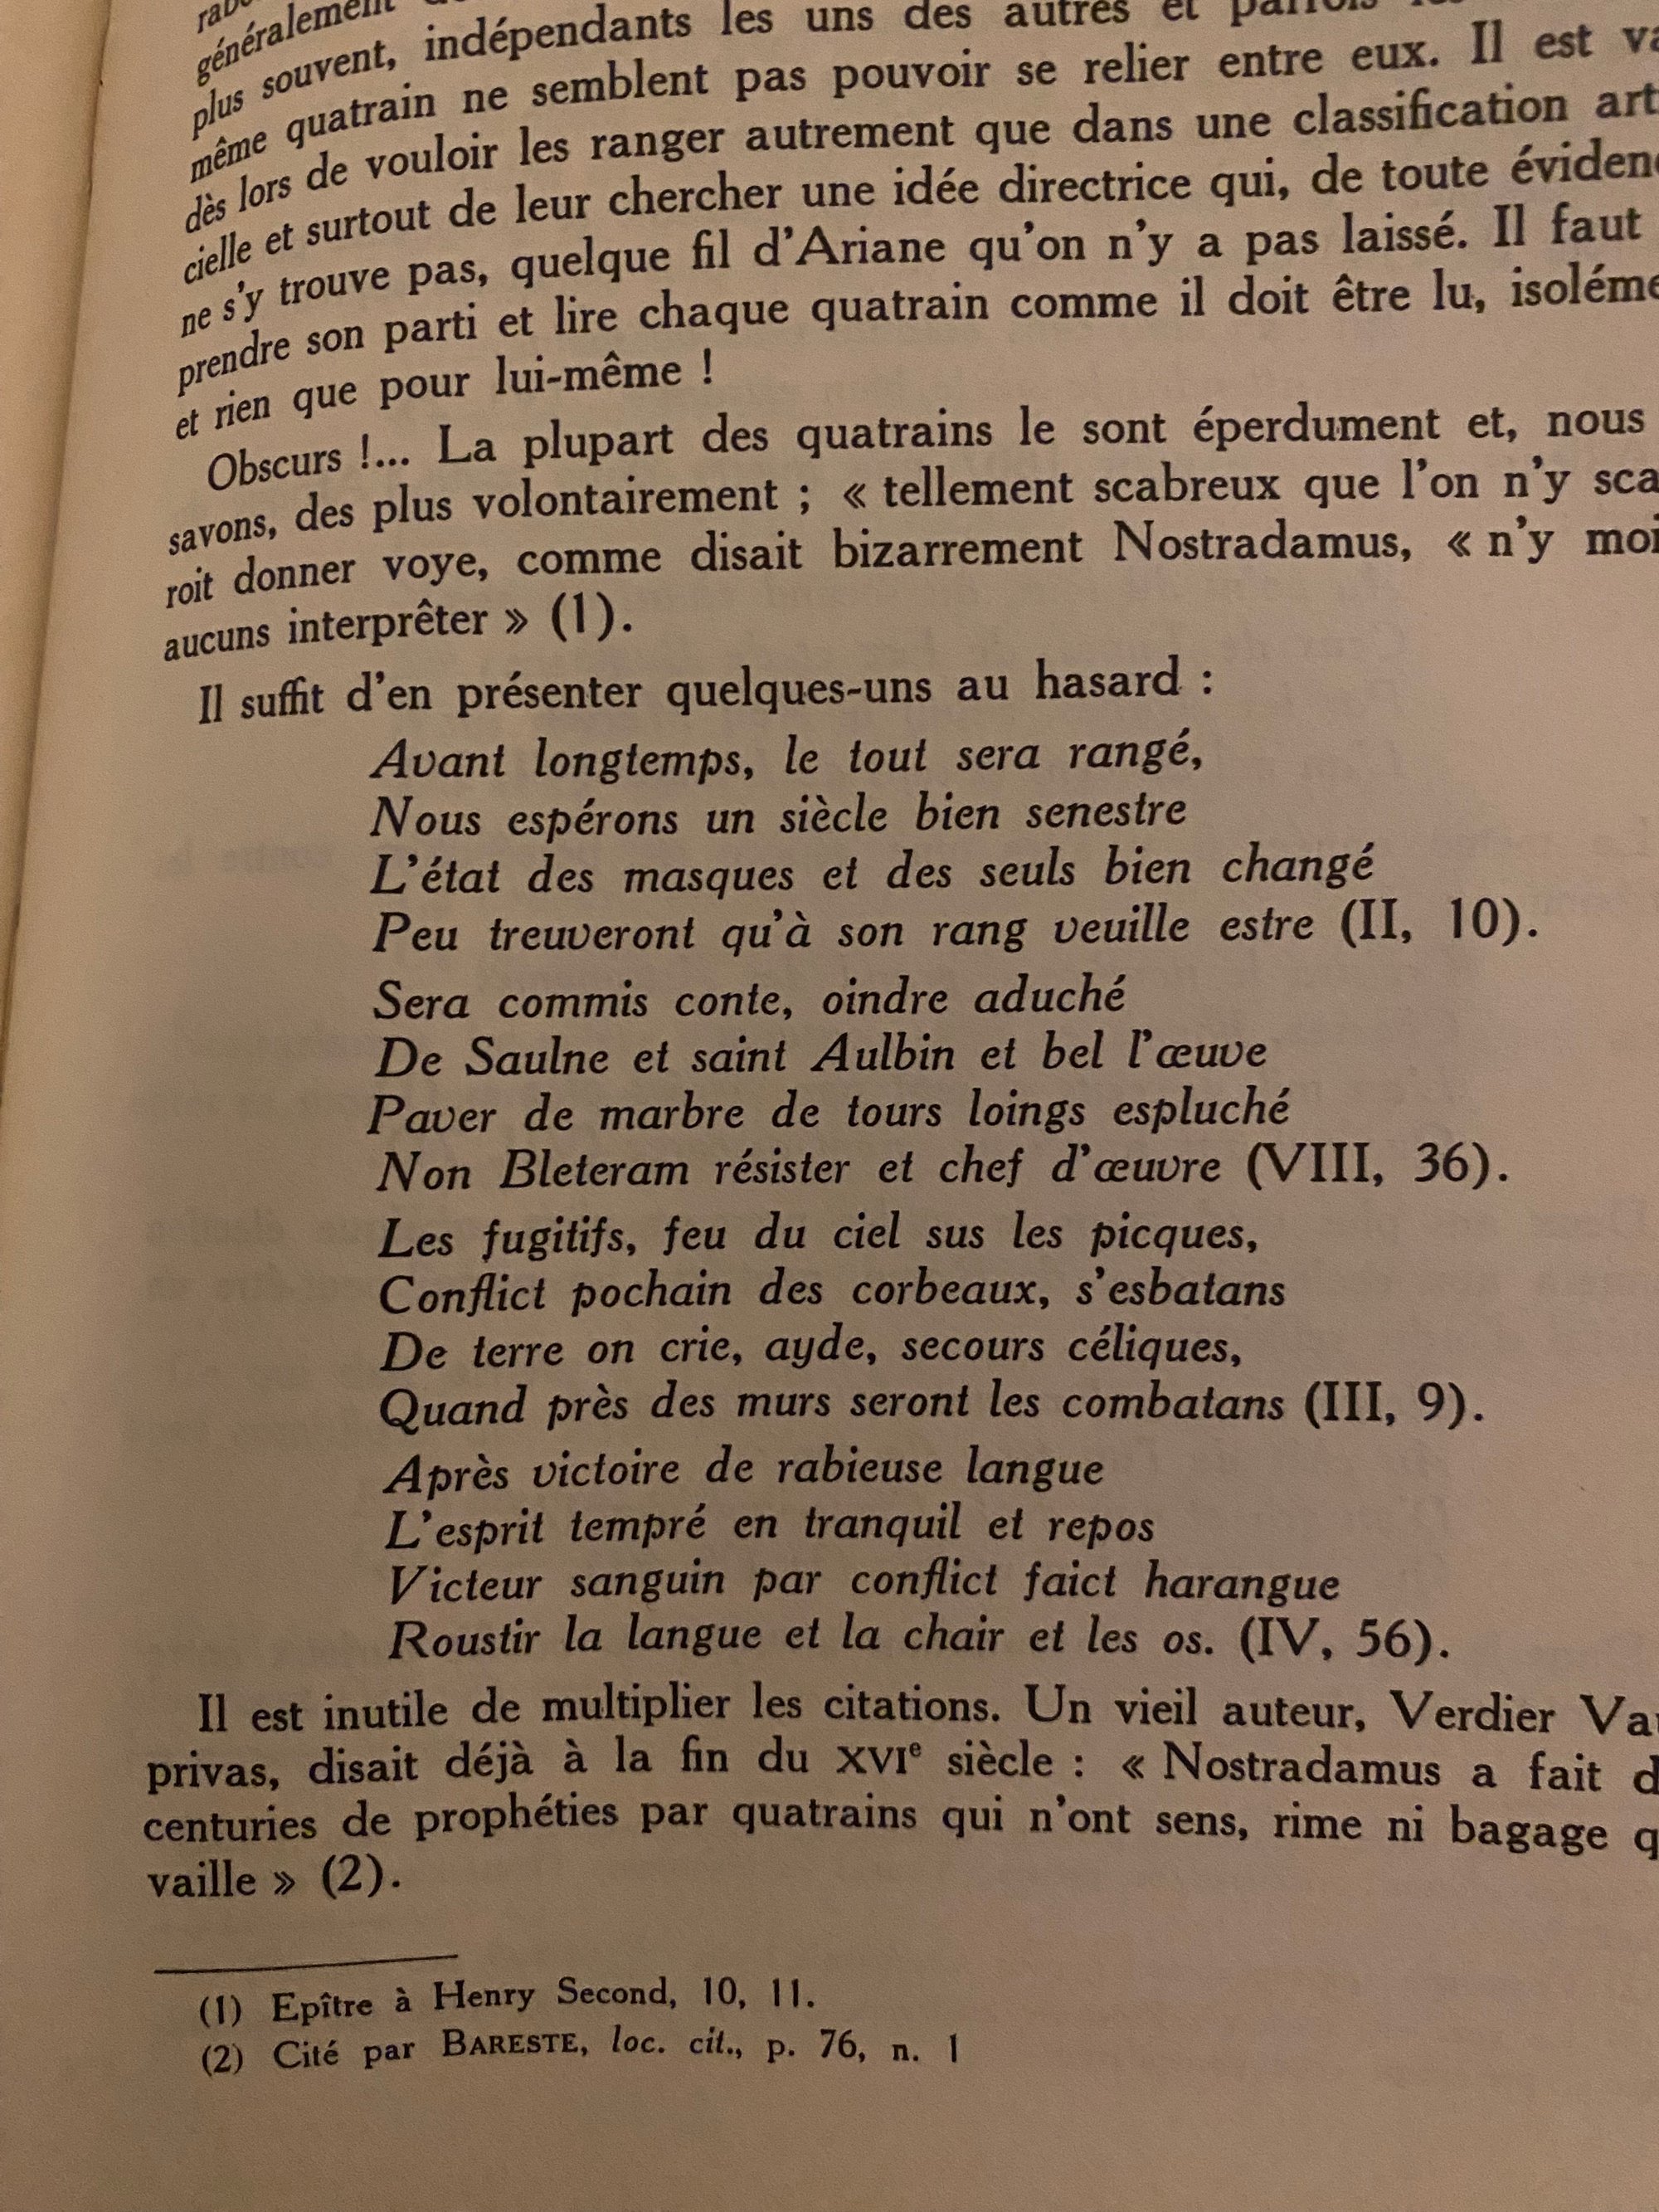 généralement
plus souvent, indépendants les uns des autres et parfois
même quatrain ne semblent pas pouvoir se relier entre eux. Il est
dès lors de vouloir les ranger autrement que dans une classification
cielle et surtout de leur chercher une idée directrice qui, de toute
ne s'y trouve pas, quelque fil d'Ariane qu'on n'y a pas laissé. Il faut
prendre son parti et lire chaque quatrain comme il doit être lu,
et rien que pour lui-même !
Obscurs !... La plupart des quatrains le sont éperdument et, nous
savons, des plus volontairement ; « tellement scabreux que l'on n'y sca
roit donner voye, comme disait bizarrement Nostradamus, « n'y moi
aucuns interprêter » (1).
Il suffit d'en présenter quelques-uns au hasard :
Avant longtemps, le tout sera rangé,
Nous espérons un siècle bien senestre
L'état des masques et des seuls bien changé
Peu treuveront qu'à son rang veuille estre (II, 10).
Sera commis conte, oindre aduché
De Saulne et saint Aulbin et bel l'œuve
Paver de marbre de tours loings espluché
Non Bleteram résister et chef d'œuvre (VIII, 36).
Les fugitifs, feu du ciel sus les picques,
Conflict pochain des corbeaux, s'esbatans
De terre on crie, ayde, secours céliques,
Quand près des murs seront les combatans (III, 9).
Après victoire de rabieuse langue
L'esprit tempré en tranquil et repos
Victeur sanguin par conflict faict harangue
Roustir la langue et la chair et les os. (IV, 56).
Il est inutile de multiplier les citations. Un vieil auteur, Verdier
privas, disait déjà à la fin du XVIe siècle : « Nostradamus a fait
centuries de prophéties par quatrains qui n'ont sens, rime ni bagage
vaille » (2).
(1) Epître à Henry Second, 10, 11.
(2) Cité par BARESTE, loc. cit., p. 76, n. 1